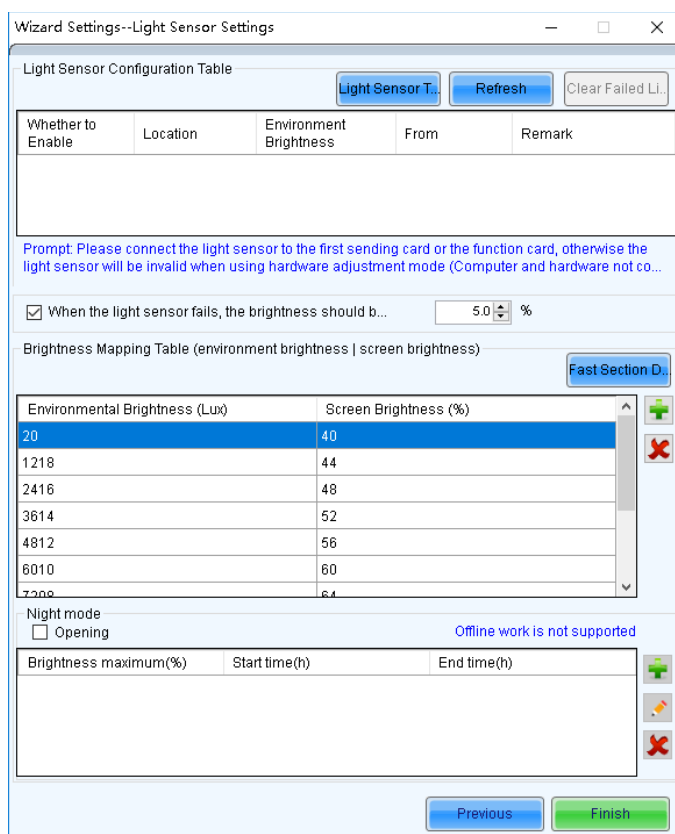 Wizard Settings--Light Sensor Settings
Light Sensor Configuration Table
Light Sensor T...
Refresh
Clear Failed Li..
Whether to Enable
Location
Environment Brightness
From
Remark
Prompt: Please connect the light sensor to the first sending card or the function card, otherwise the
light sensor will be invalid when using hardware adjustment mode (Computer and hardware not co...
When the light sensor fails, the brightness should b... 5.0 %
Brightness Mapping Table (environment brightness | screen brightness)
Fast Section D..
Environmental Brightness (Lux) Screen Brightness (%)
20 40
1218 44
2416 48
3614 52
4812 56
6010 60
7208 64
Night mode
Opening
Offline work is not supported
Brightness maximum(%) Start time(h) End time(h)
Previous
Finish